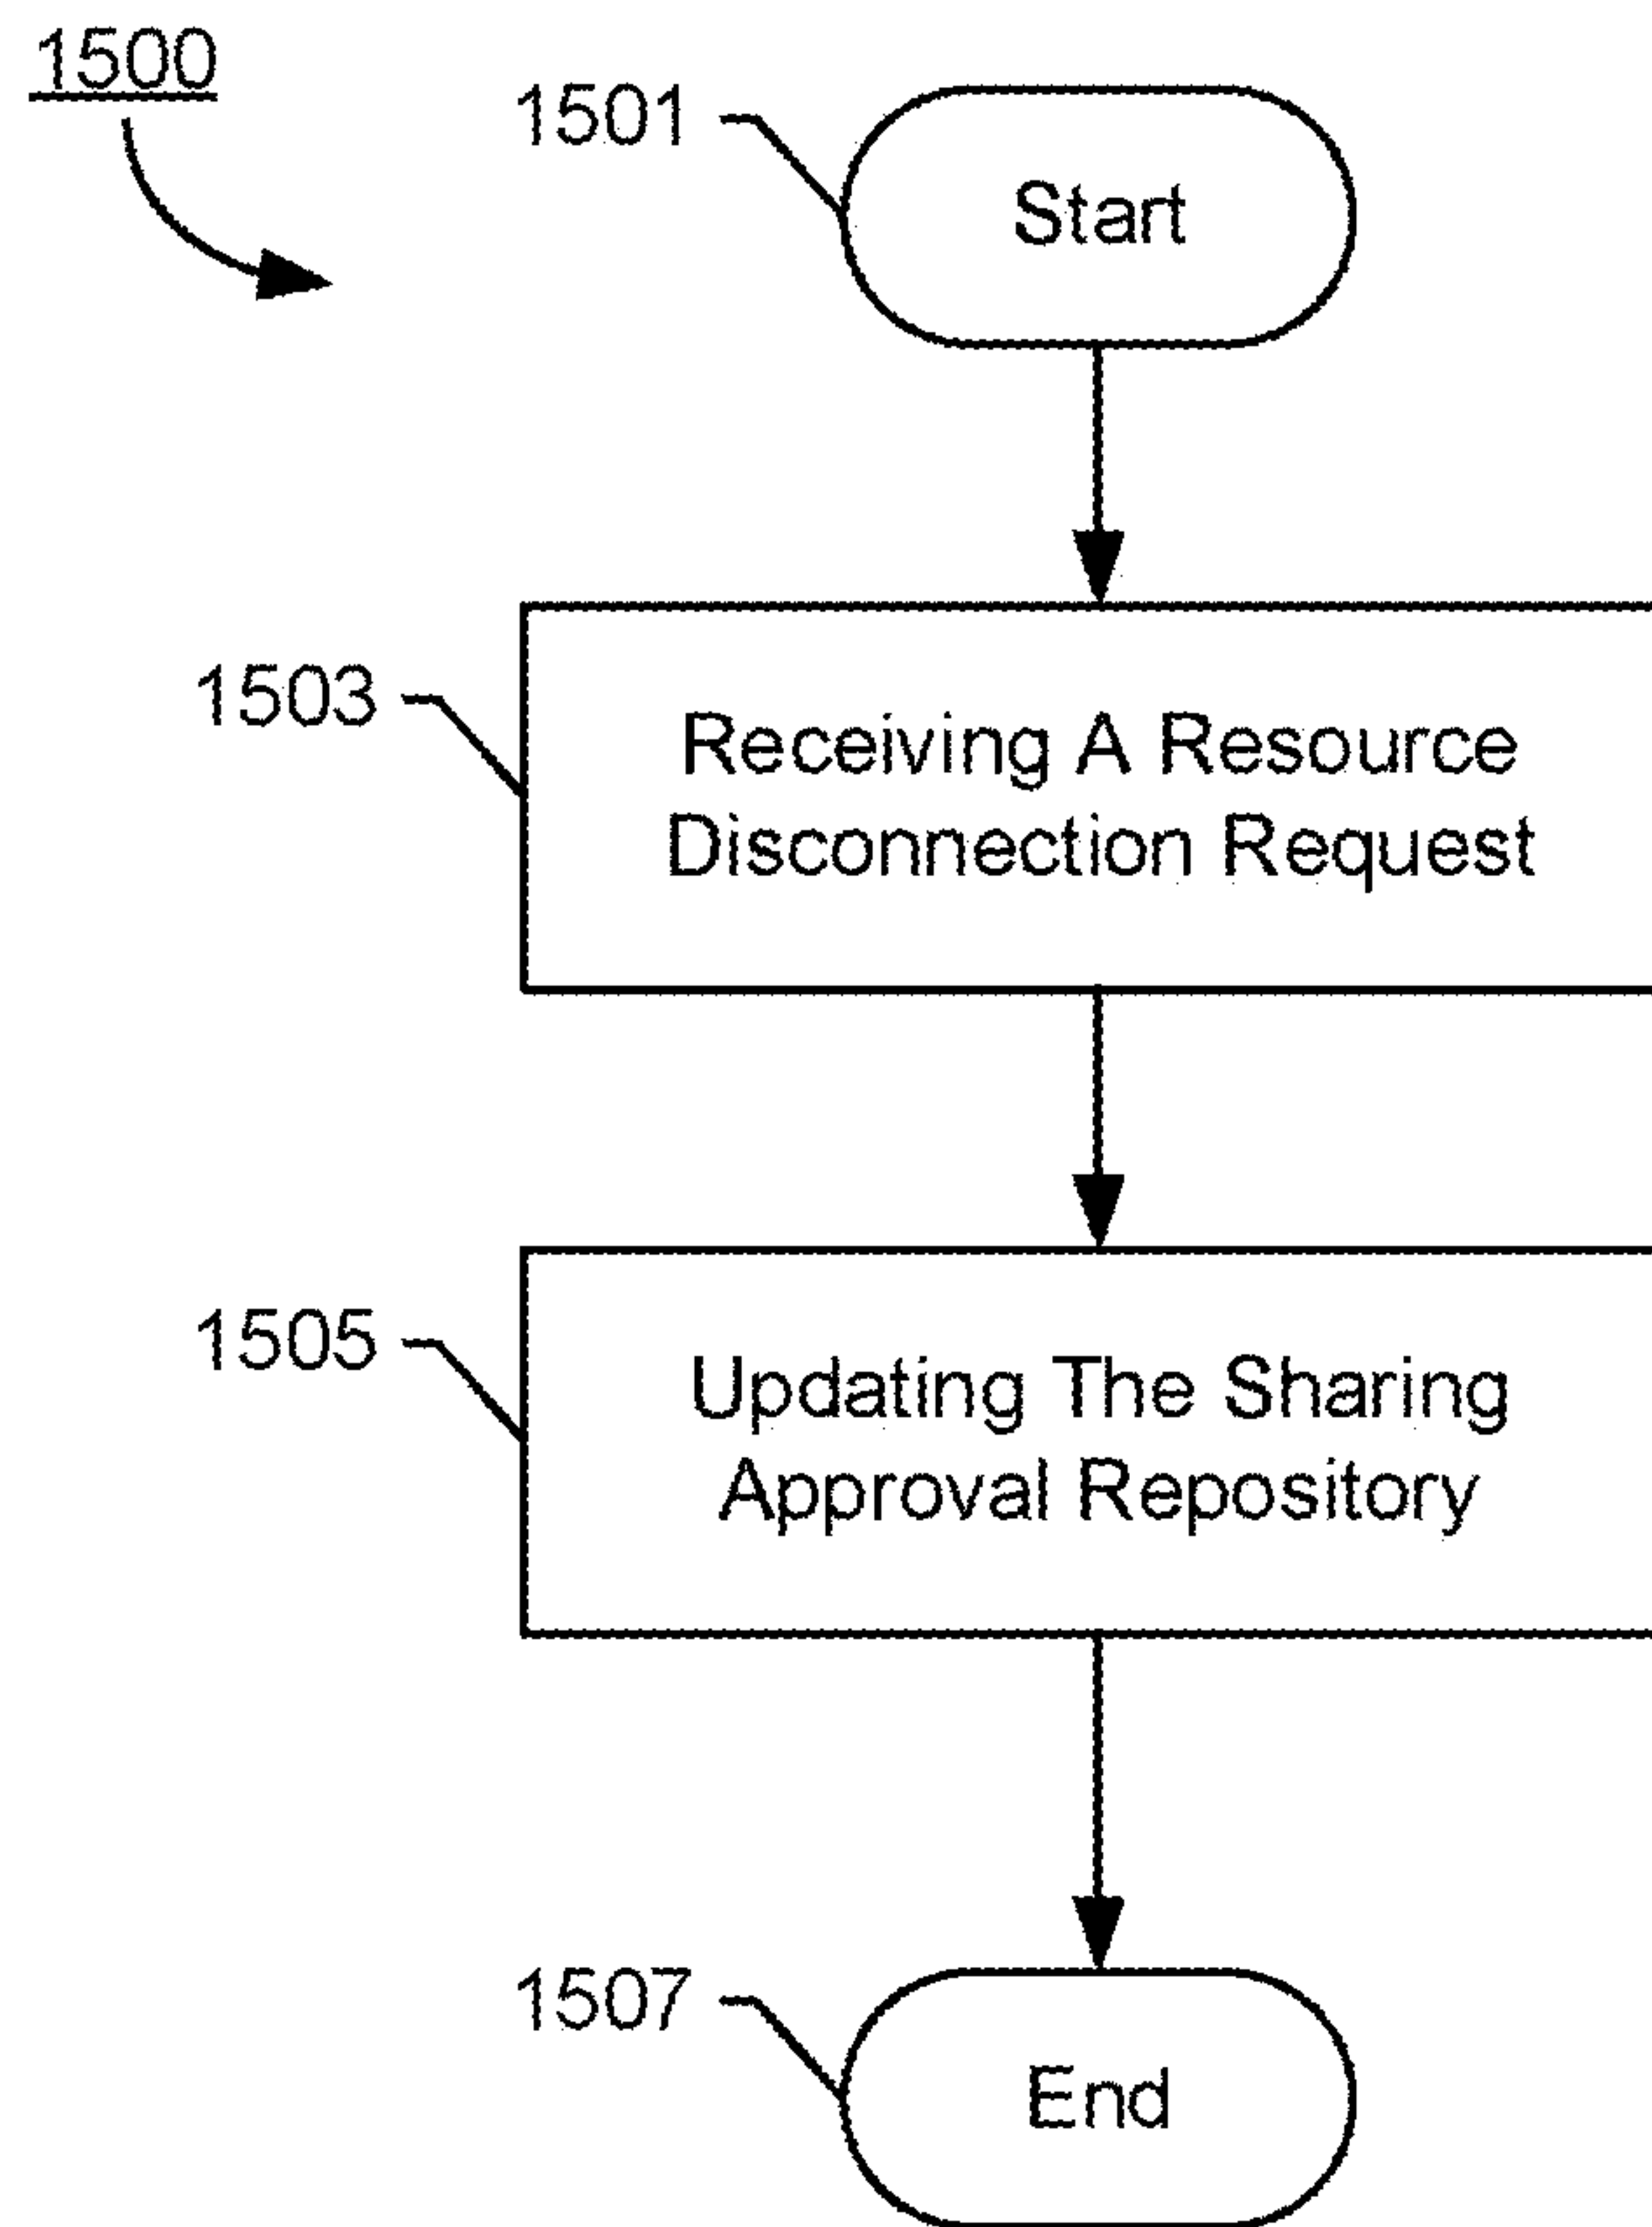 1500
1501
Start
1503
Receiving A Resource
Disconnection Request
1505
Updating The Sharing
Approval Repository
1507
End